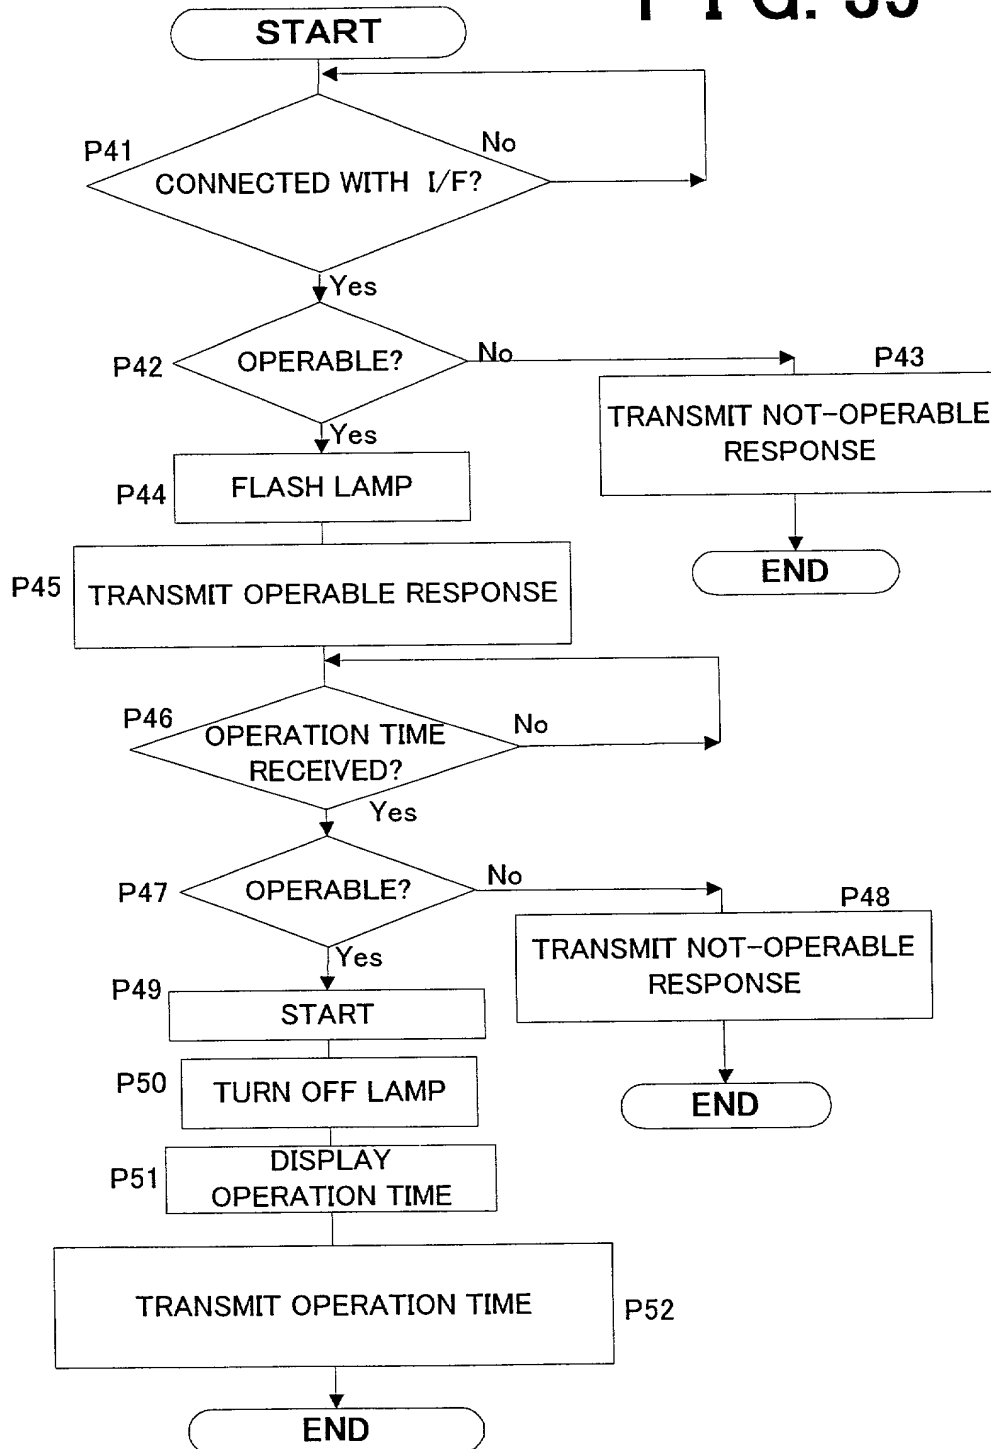 FIG.
START
P41
No
CONNECTED WITH I/F?
Yes
P42
OPERABLE?
No
P43
TRANSMIT NOT-OPERABLE
RESPONSE
END
Yes
P44
FLASH LAMP
P45
TRANSMIT OPERABLE RESPONSE
P46
OPERATION TIME
RECEIVED?
No
Yes
P47
OPERABLE?
No
P48
TRANSMIT NOT-OPERABLE
RESPONSE
END
Yes
P49
START
P50
TURN OFF LAMP
P51
DISPLAY
OPERATION TIME
TRANSMIT OPERATION TIME
P52
END